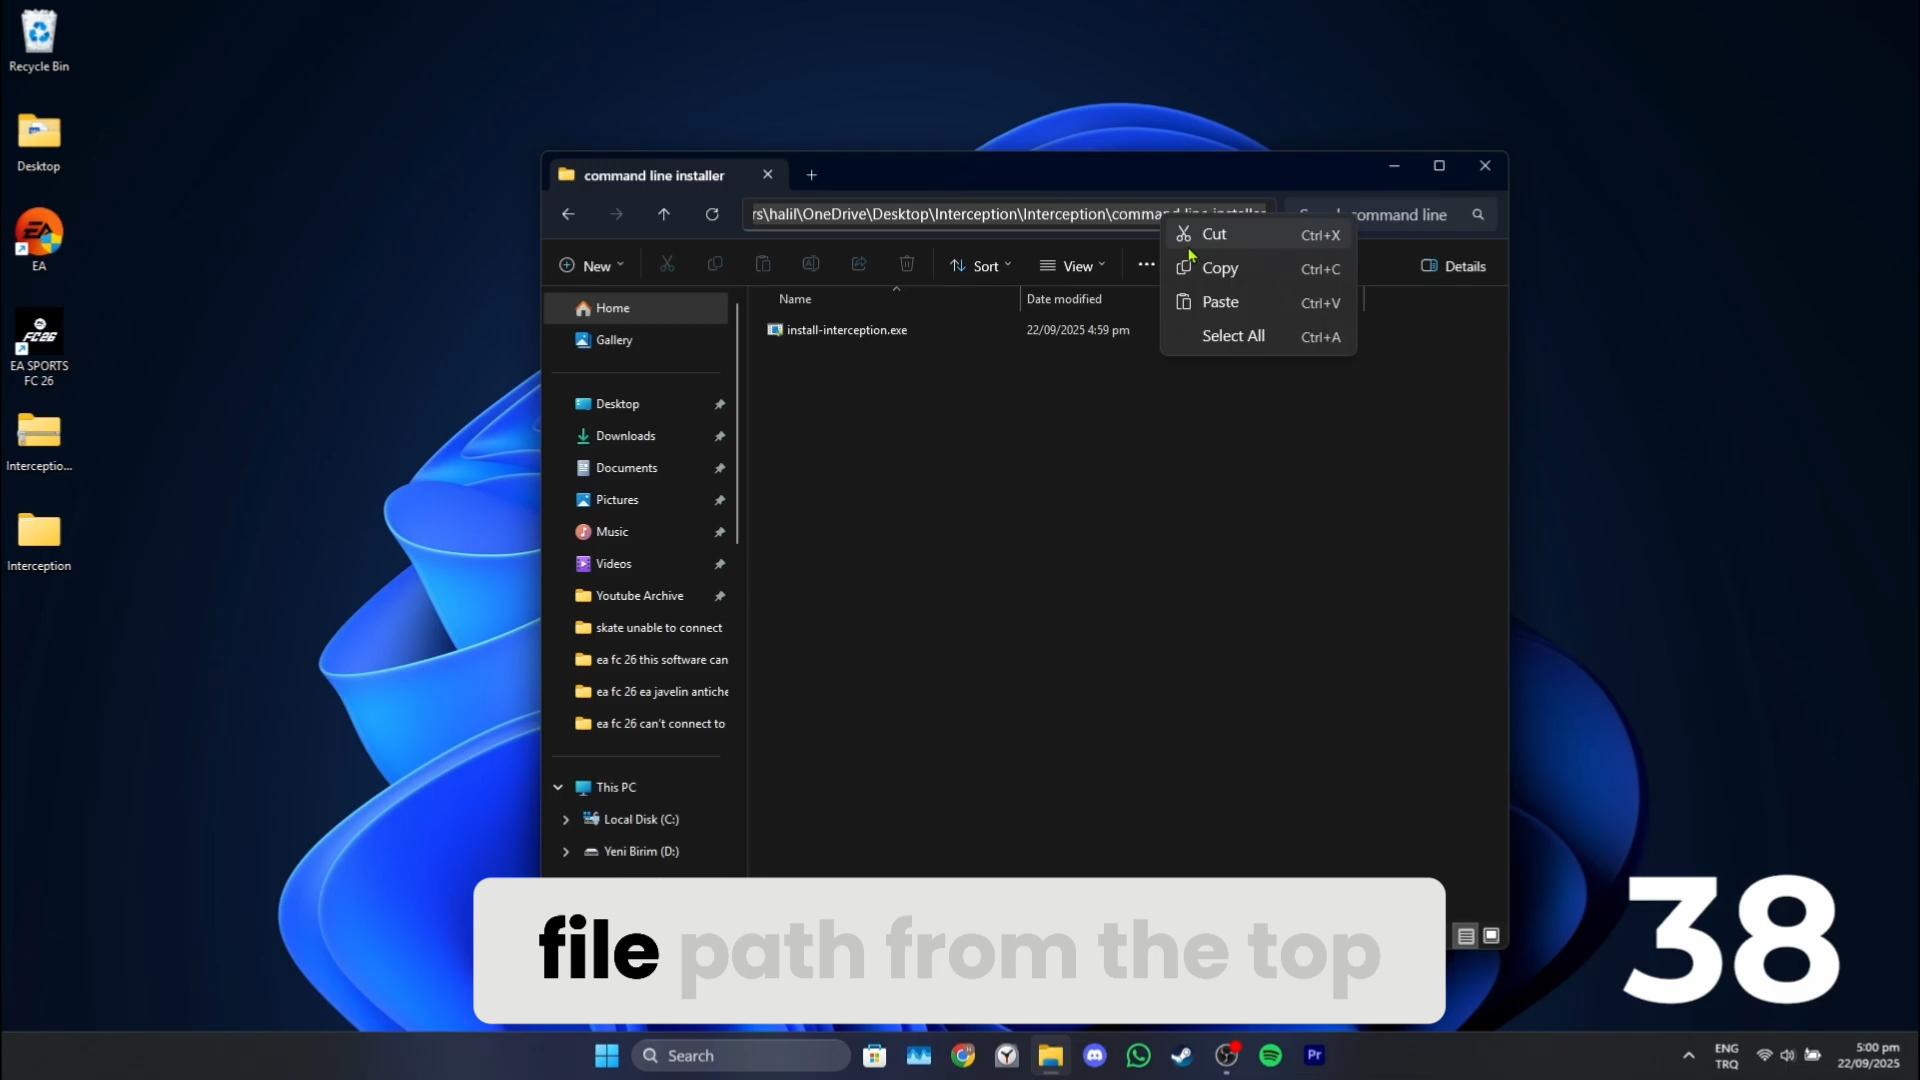 Recycle Bin
Desktop
EA
EA SPORTS
FC 26
Interceptio...
Interception
command line installer
rs\halil\OneDrive\Desktop\Interception\Interception\command line installer
command line
New
Sort
View
Details
Cut Ctrl+X
Copy Ctrl+C
Paste Ctrl+V
Select All Ctrl+A
Name
Date modified
install-interception.exe
22/09/2025 4:59 pm
Home
Gallery
Desktop
Downloads
Documents
Pictures
Music
Videos
Youtube Archive
skate unable to connect
ea fc 26 this software can
ea fc 26 ea javelin antiche
ea fc 26 can't connect to
This PC
Local Disk (C:)
Yeni Birim (D:)
file path from the top
38
Search
Pr
ENG
TRQ
5:00 pm
22/09/2025